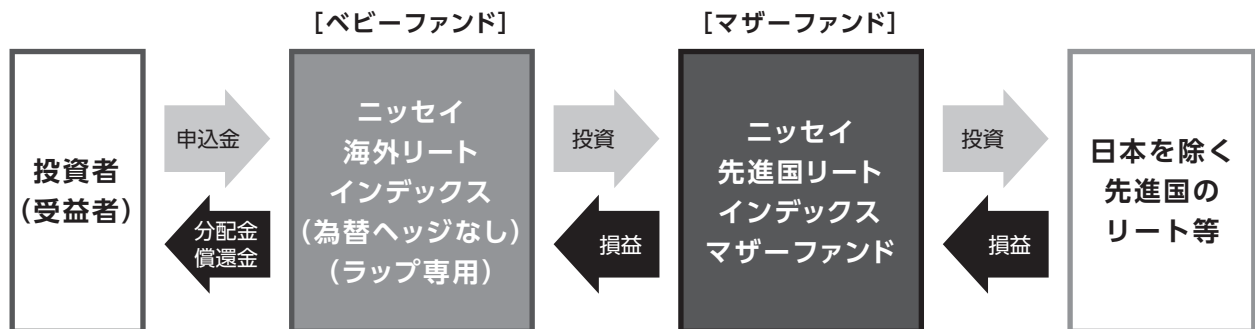 [ベビーファンド]
[マザーファンド]
投資者
(受益者)
申込金
分配金
償還金
ニッセイ
海外リート
インデックス
(為替ヘッジなし)
(ラップ専用)
投資
損益
ニッセイ
先進国リート
インデックス
マザーファンド
投資
損益
日本を除く
先進国の
リート等